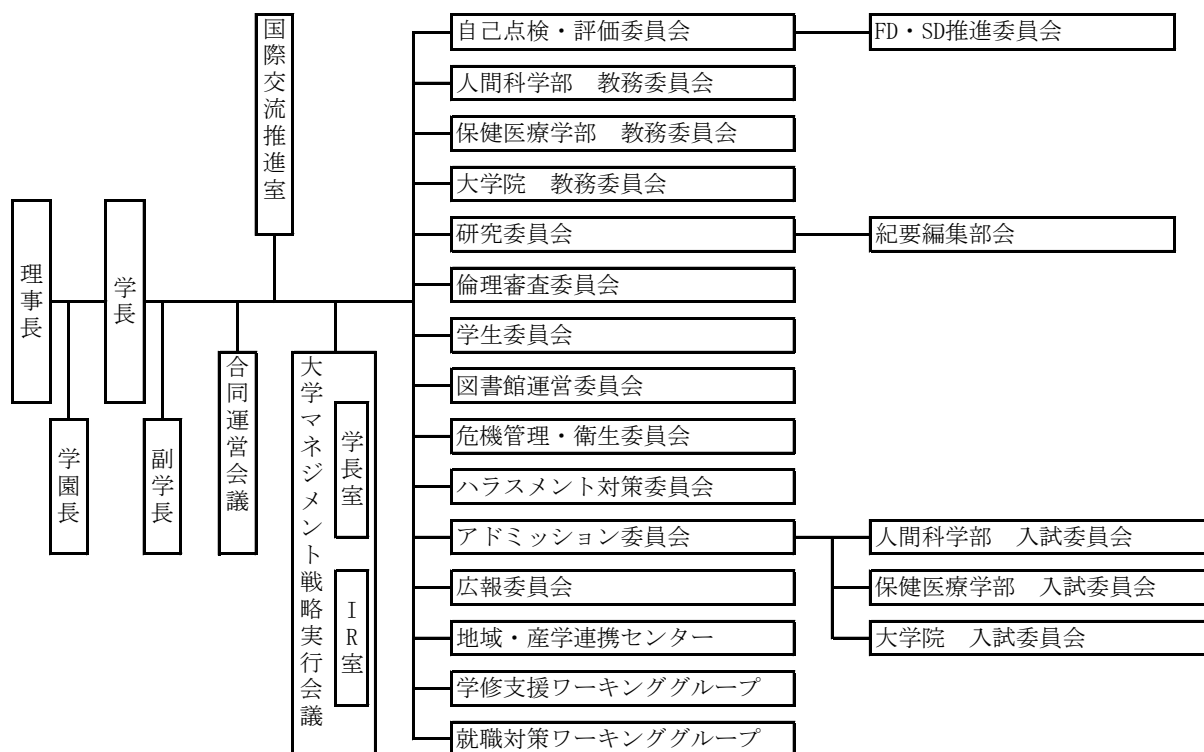 理事長
学園長
学長
副学長
国際交流推進室
合同運営会議
大学マネジメント戦略実行会議
学長室
IR室
自己点検・評価委員会
FD・SD推進委員会
人間科学部　教務委員会
保健医療学部　教務委員会
大学院　教務委員会
研究委員会
紀要編集部会
倫理審査委員会
学生委員会
図書館運営委員会
危機管理・衛生委員会
ハラスメント対策委員会
アドミッション委員会
人間科学部　入試委員会
広報委員会
保健医療学部　入試委員会
地域・産学連携センター
大学院　入試委員会
学修支援ワーキンググループ
就職対策ワーキンググループ